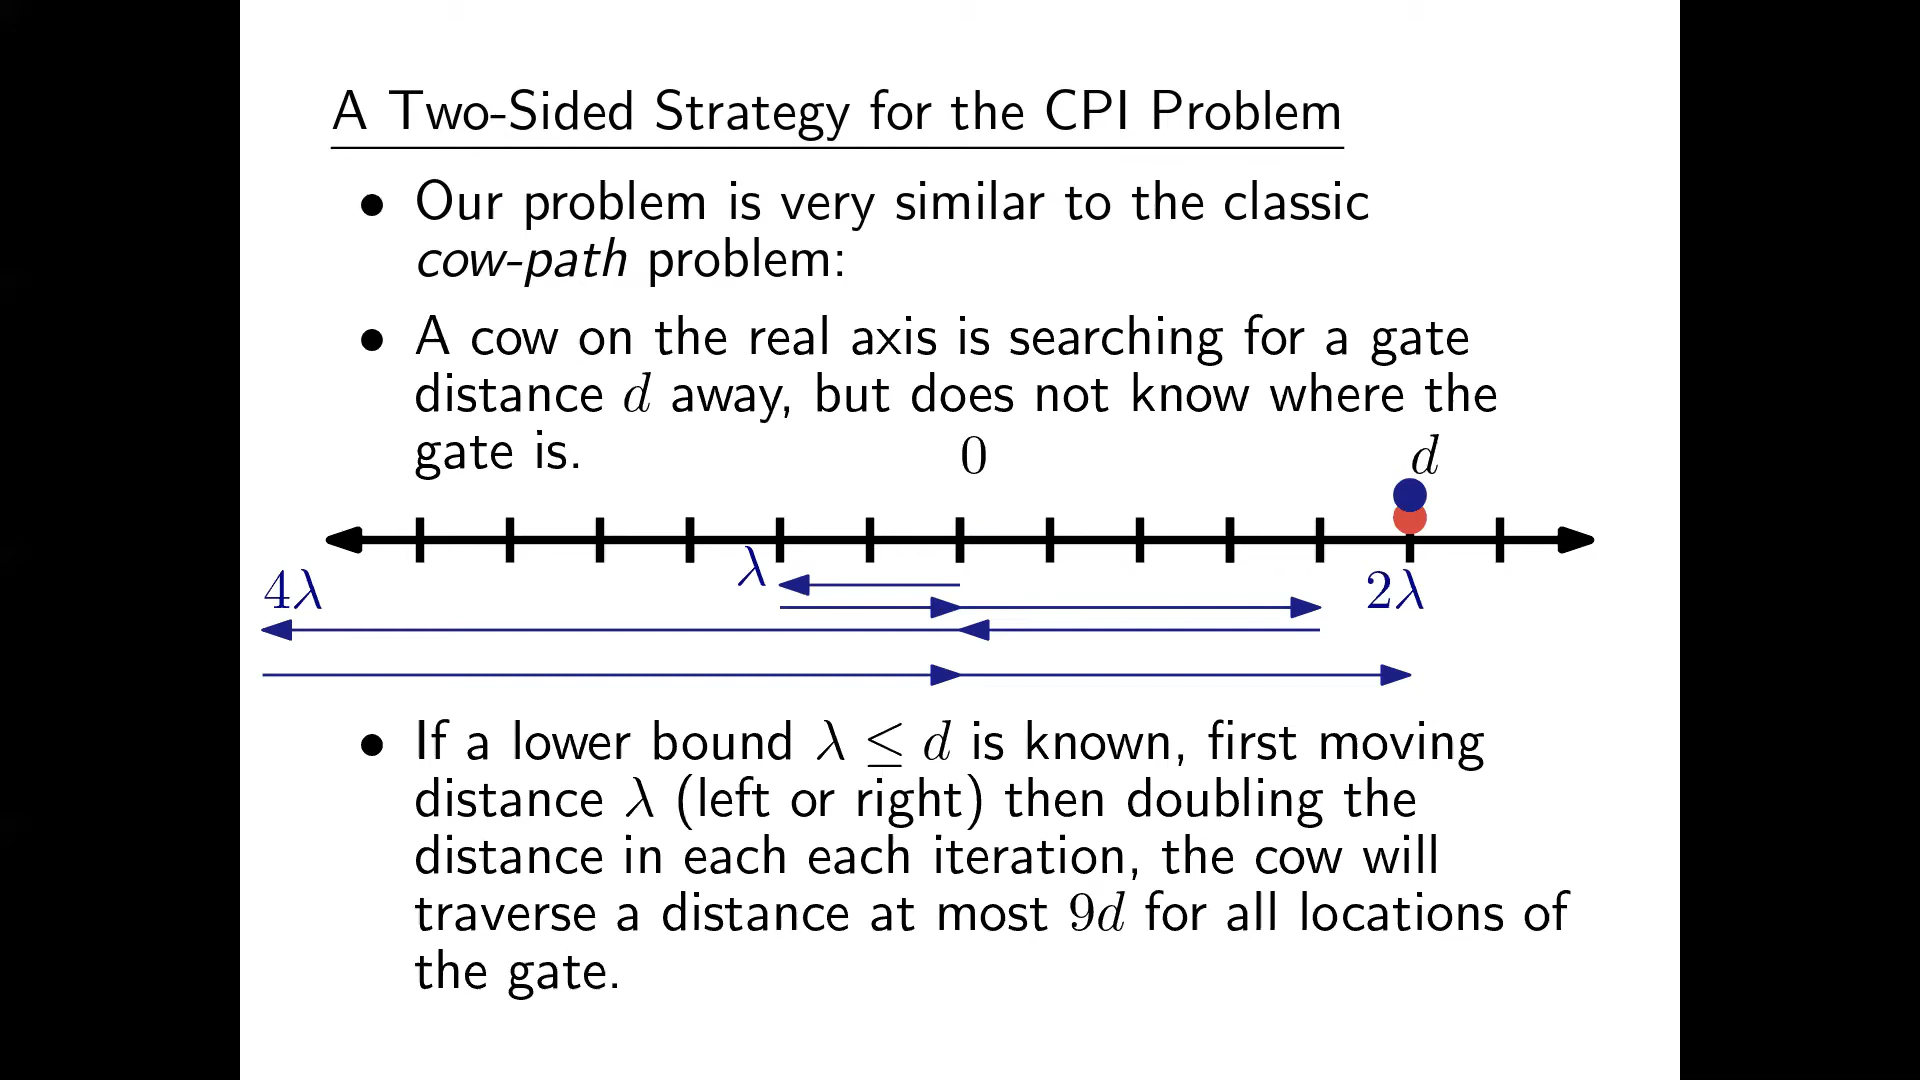 A Two-Sided Strategy for the CPI Problem
• Our problem is very similar to the classic
cow-path problem:
• A cow on the real axis is searching for a gate
distance d away, but does not know where the
gate is.
0
d
λ
4λ
2λ
• If a lower bound λ ≤ d is known, first moving
distance λ (left or right) then doubling the
distance in each each iteration, the cow will
traverse a distance at most 9d for all locations of
the gate.